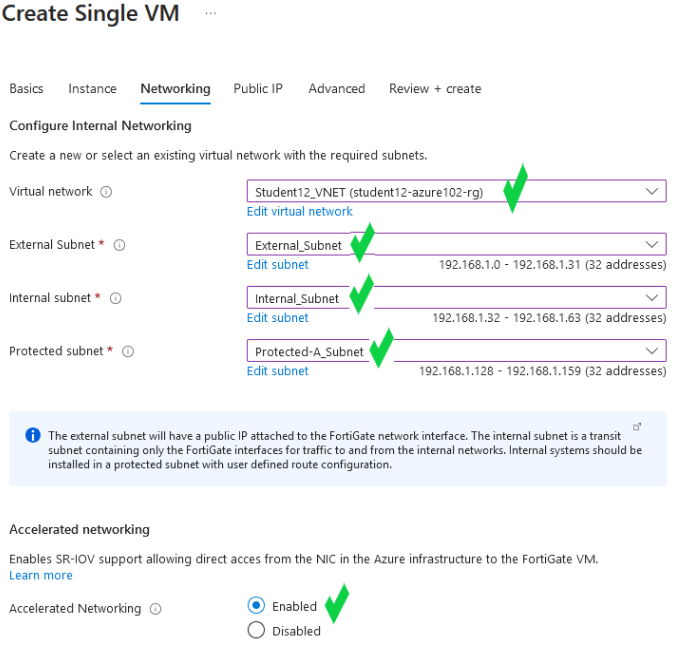 Create Single VM ...
Basics Instance Networking Public IP Advanced Review + create
Configure Internal Networking
Create a new or select an existing virtual network with the required subnets.
Virtual network Student12_VNET (student12-azure102-rg)
Edit virtual network
External Subnet * External_Subnet
Edit subnet 192.168.1.0 - 192.168.1.31 (32 addresses)
Internal subnet * Internal_Subnet
Edit subnet 192.168.1.32 - 192.168.1.63 (32 addresses)
Protected subnet * Protected-A_Subnet
Edit subnet 192.168.1.128 - 192.168.1.159 (32 addresses)
The external subnet will have a public IP attached to the FortiGate network interface. The internal subnet is a transit
subnet containing only the FortiGate interfaces for traffic to and from the internal networks. Internal systems should be
installed in a protected subnet with user defined route configuration.
Accelerated networking
Enables SR-IOV support allowing direct acces from the NIC in the Azure infrastructure to the FortiGate VM.
Learn more
Accelerated Networking Enabled
Disabled